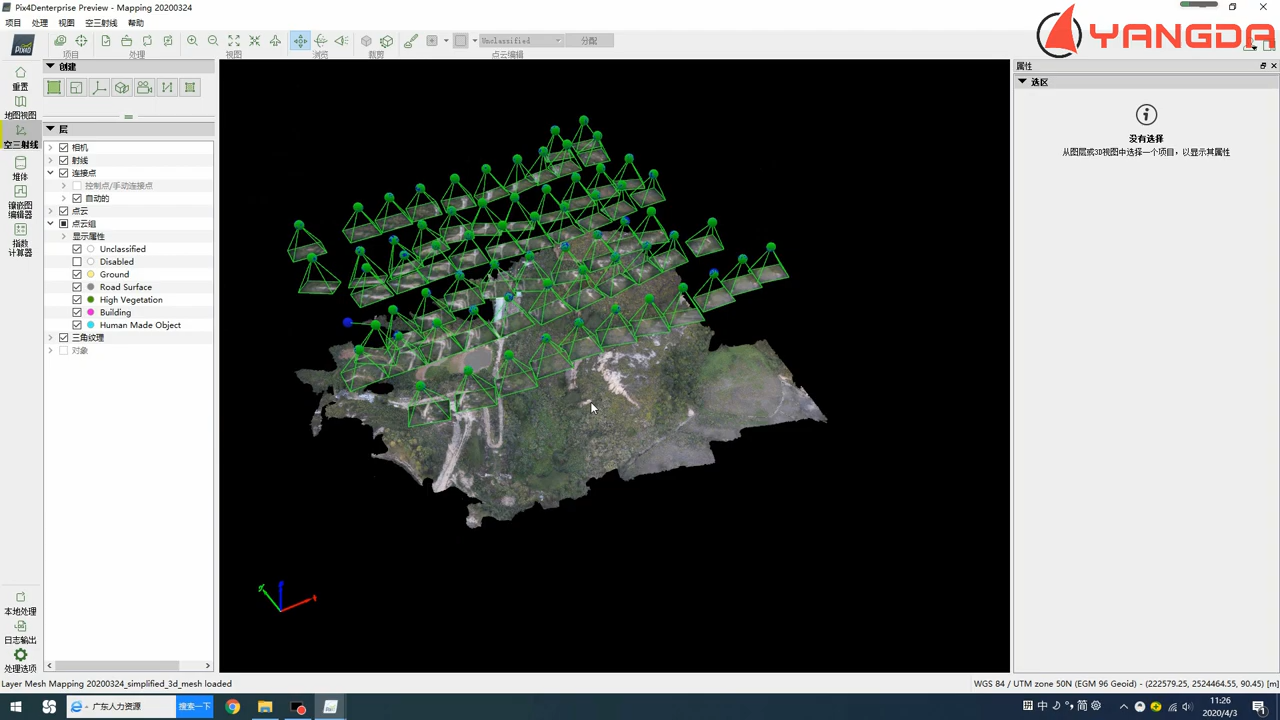 Pix4Denterprise Preview - Mapping 20200324
项目 处理 视图 空三射线 帮助
YANGDA
Unclassified 分配
项目 处理 视图 浏览 裁剪 点云编辑
重置
地图视图
空三射线
堆体
镶嵌图
编辑器
指数
计算器
本地处理
日志输出
处理选项
创建
层
相机
射线
连接点
控制点/手动连接点
自动的
点云
点云组
显示属性
Unclassified
Disabled
Ground
Road Surface
High Vegetation
Building
Human Made Object
三角纹理
对象
属性
选区
没有选择
从图层或3D视图中选择一个项目，以显示其属性
Layer Mesh Mapping 20200324_simplified_3d_mesh loaded
WGS 84 / UTM zone 50N (EGM 96 Geoid) - (222579.25, 2524464.55, 90.45) [m]
广东人力资源 搜索一下
中 简
11:26
2020/4/3